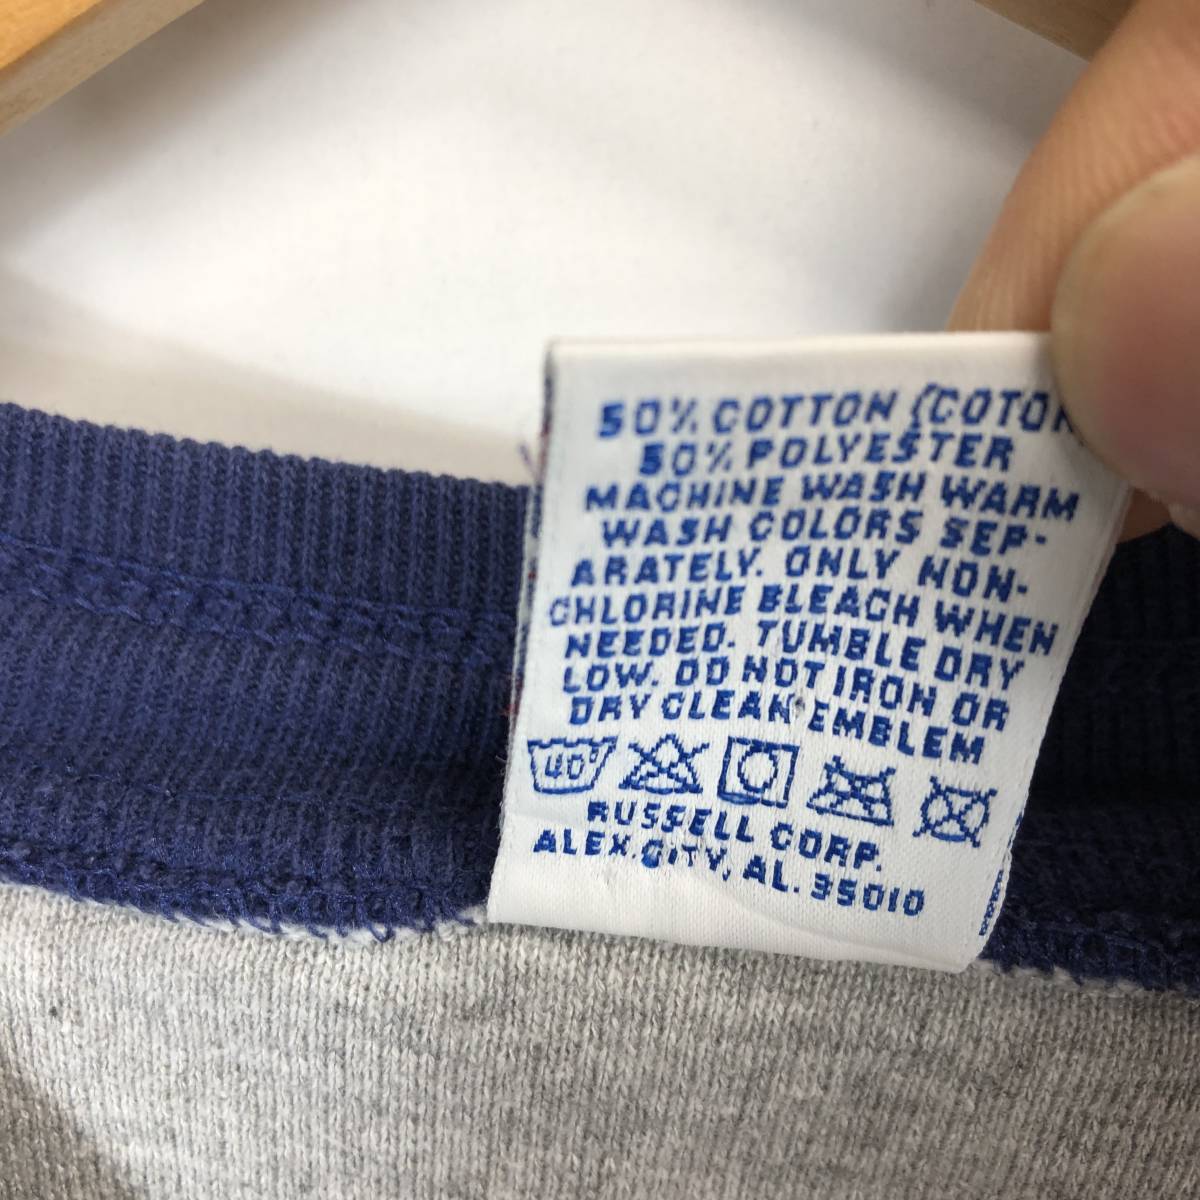 50% COTTON (COTON
50% POLYESTER
MACHINE WASH WARM
WASH COLORS SEP-
ARATELY. ONLY NON-
CHLORINE BLEACH WHEN
NEEDED. TUMBLE DRY
LOW. DO NOT IRON OR
DRY CLEAN EMBLEM
40°
RUSSELL CORP.
ALEX. CITY, AL. 35010